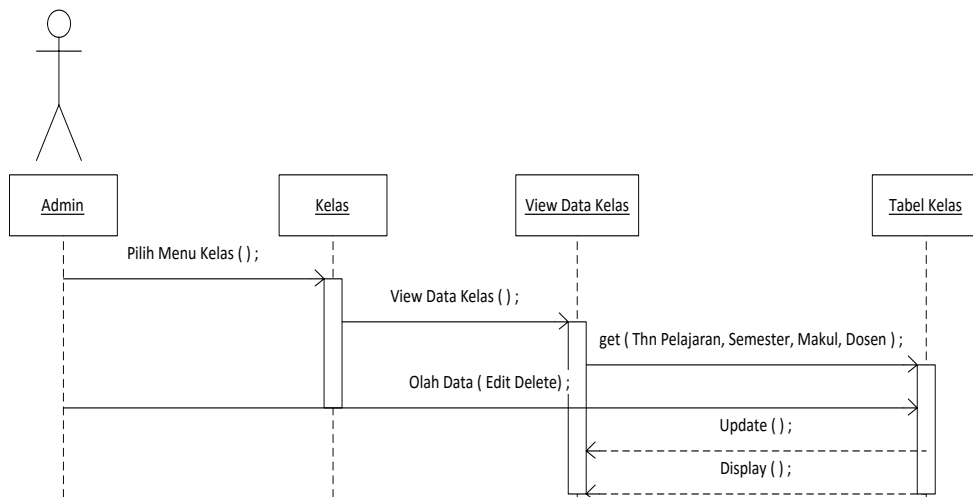 Admin
Kelas
View Data Kelas
Tabel Kelas
Pilih Menu Kelas ( ) ;
View Data Kelas ( ) ;
get ( Thn Pelajaran, Semester, Makul, Dosen ) ;
Olah Data ( Edit Delete) ;
Update ( ) ;
Display ( ) ;